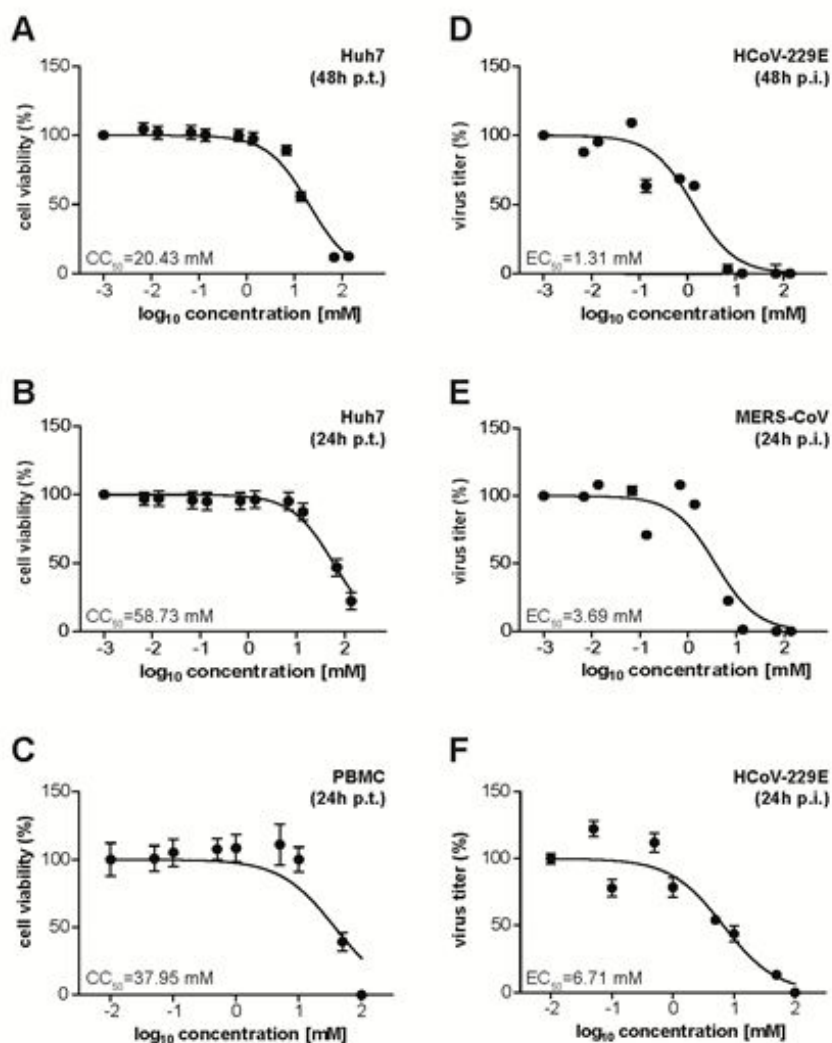 A
Huh7
(48h p.t.)
150
100
50
0
cell viability (%)
CC50=20.43 mM
-3 -2 -1 0 1 2
log10 concentration [mM]
D
HCoV-229E
(48h p.i.)
150
100
50
0
virus titer (%)
EC50=1.31 mM
-3 -2 -1 0 1 2
log10 concentration [mM]
B
Huh7
(24h p.t.)
150
100
50
0
cell viability (%)
CC50=58.73 mM
-3 -2 -1 0 1 2
log10 concentration [mM]
E
MERS-CoV
(24h p.i.)
150
100
50
0
virus titer (%)
EC50=3.69 mM
-3 -2 -1 0 1 2
log10 concentration [mM]
C
PBMC
(24h p.t.)
150
100
50
0
cell viability (%)
CC50=37.95 mM
-2 -1 0 1 2
log10 concentration [mM]
F
HCoV-229E
(24h p.i.)
150
100
50
0
virus titer (%)
EC50=6.71 mM
-2 -1 0 1 2
log10 concentration [mM]